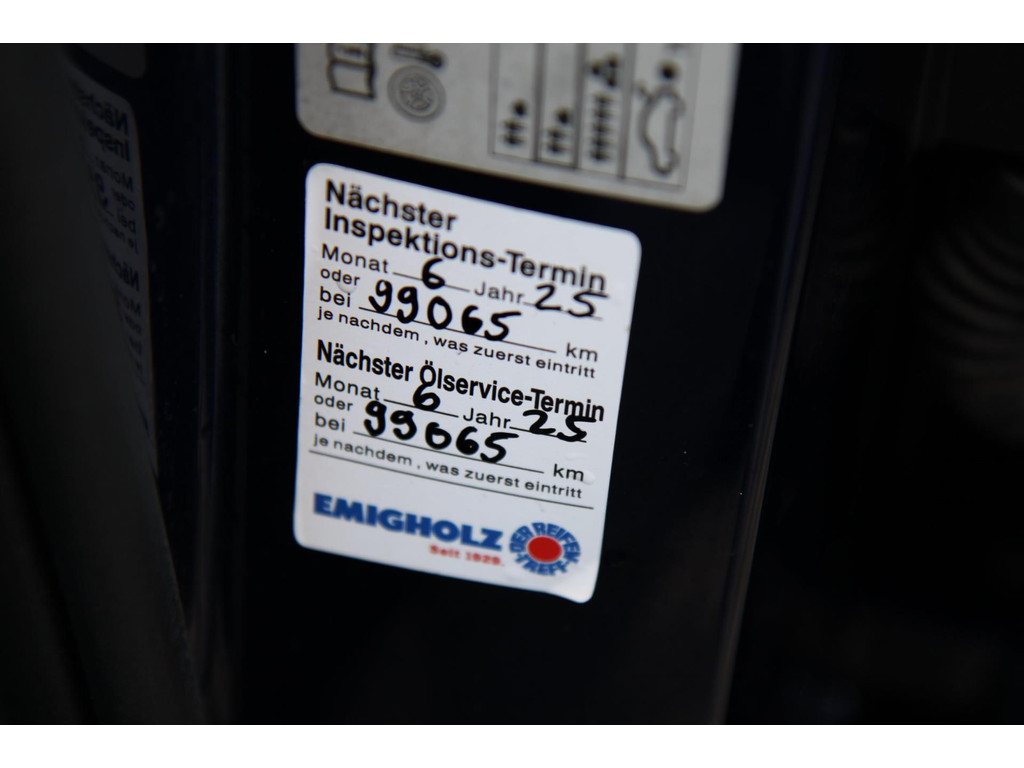 Nächster
Inspektions-Termin
Monat 6 Jahr 25
oder
bei 99065 km
je nachdem, was zuerst eintritt
Nächster Ölservice-Termin
Monat 6 Jahr 25
oder
bei 99065 km
je nachdem, was zuerst eintritt
EMIGHOLZ
Seit 1928.
DER REIFEN-TREFF